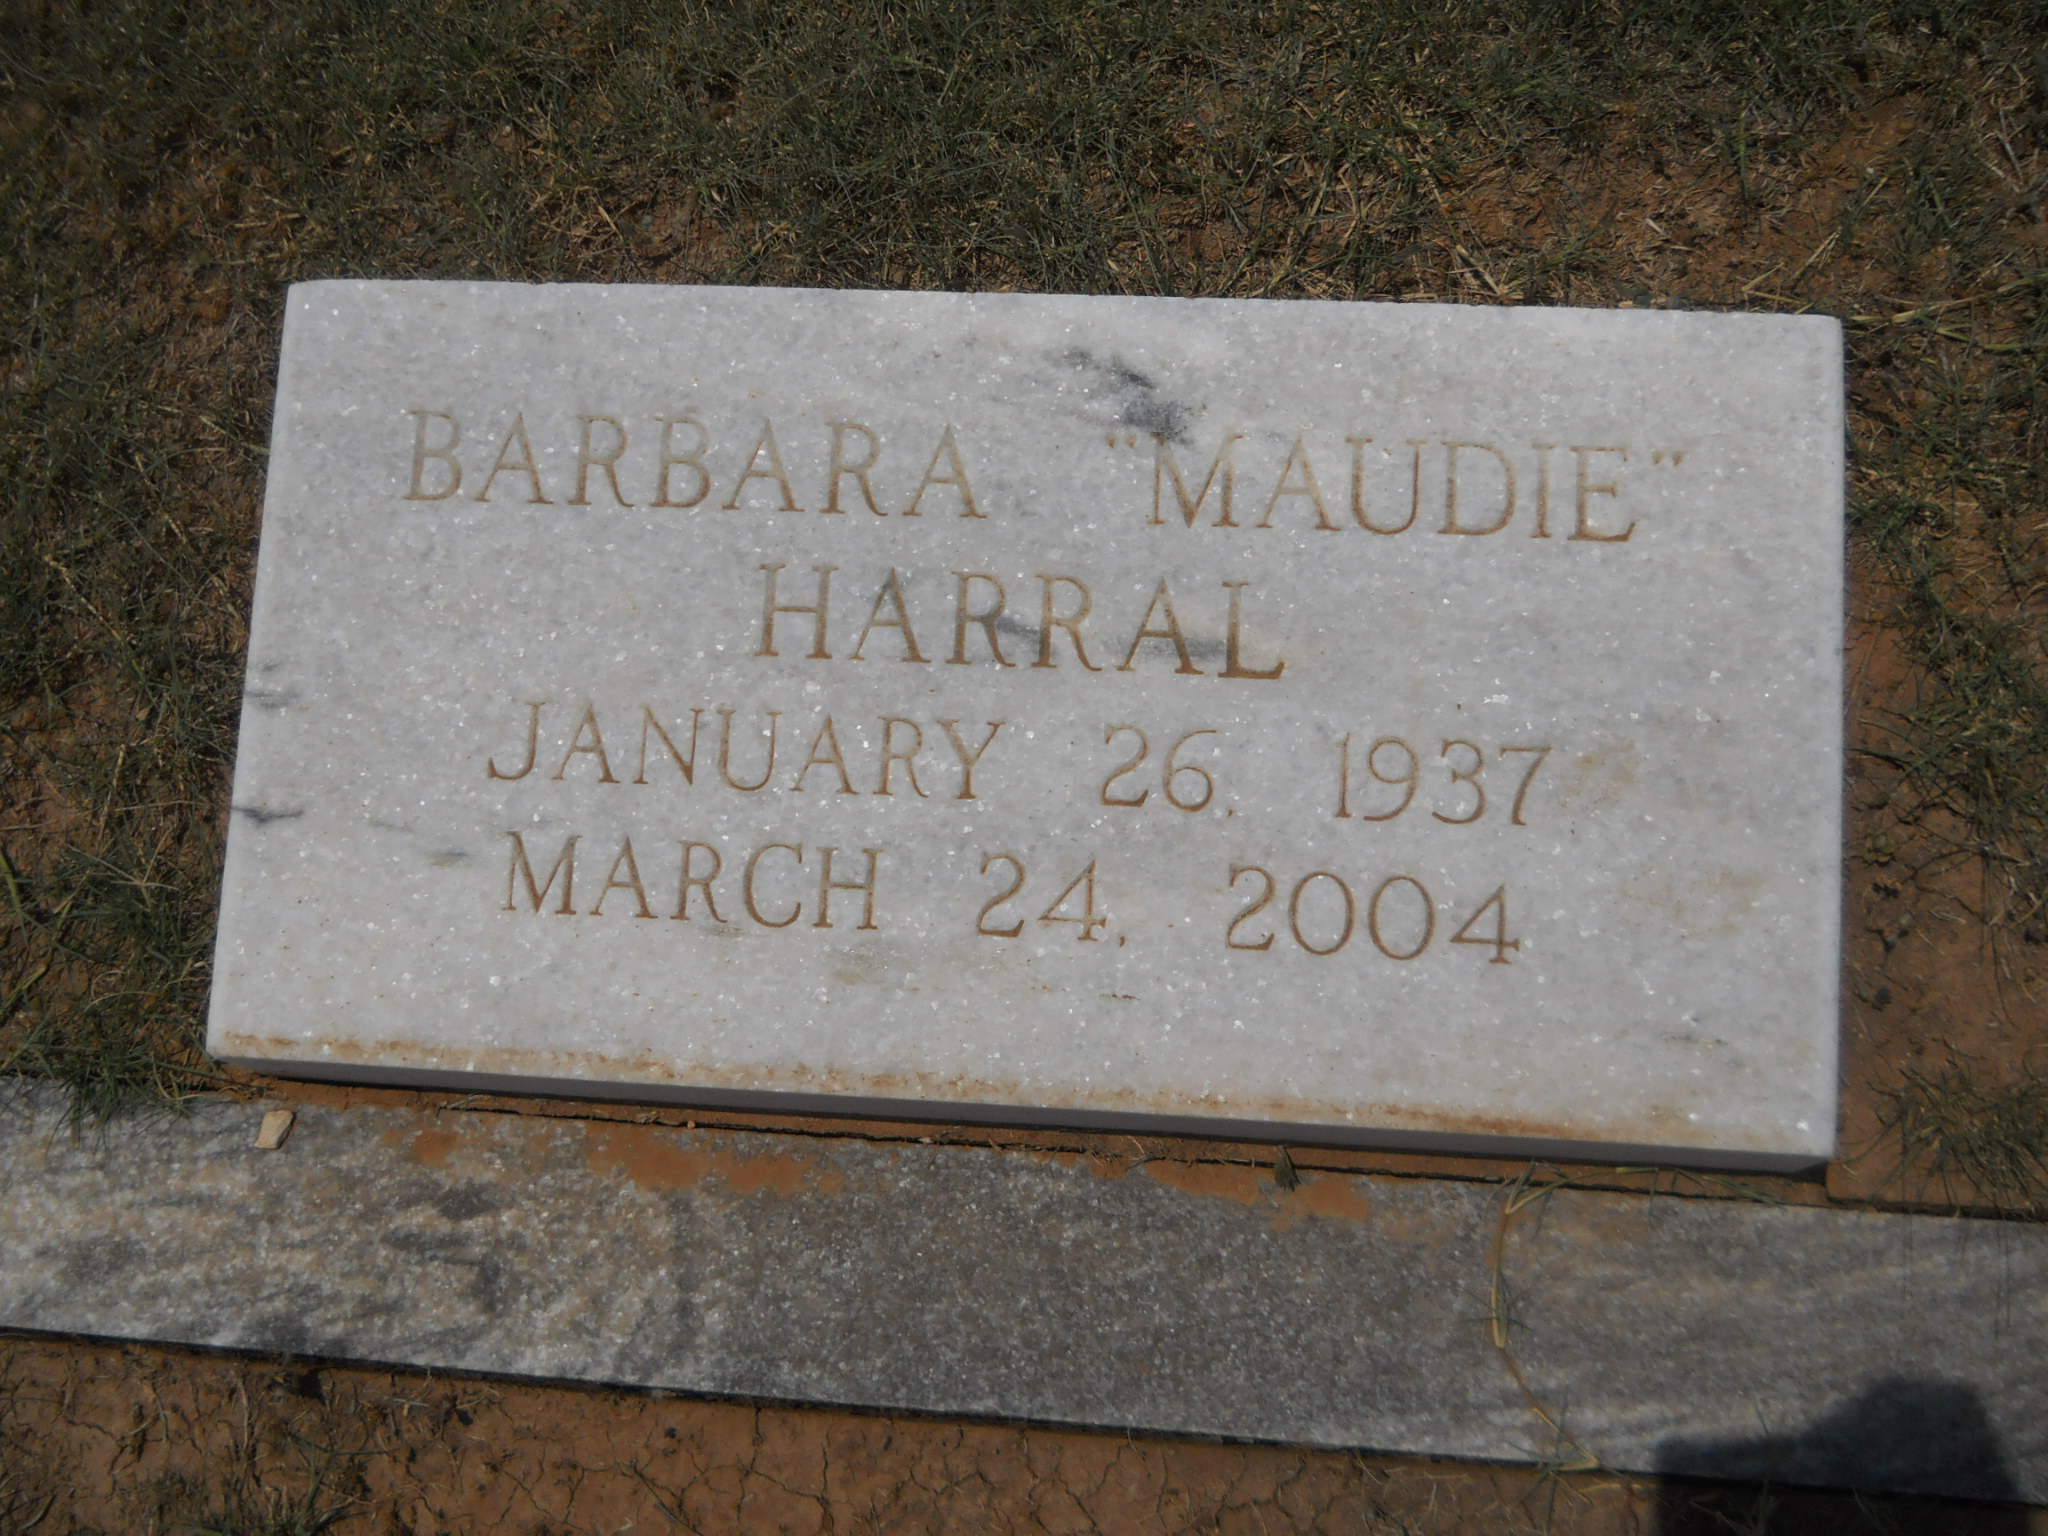 BARBARA "MAUDIE"
HARRAL
JANUARY 26, 1937
MARCH 24, 2004